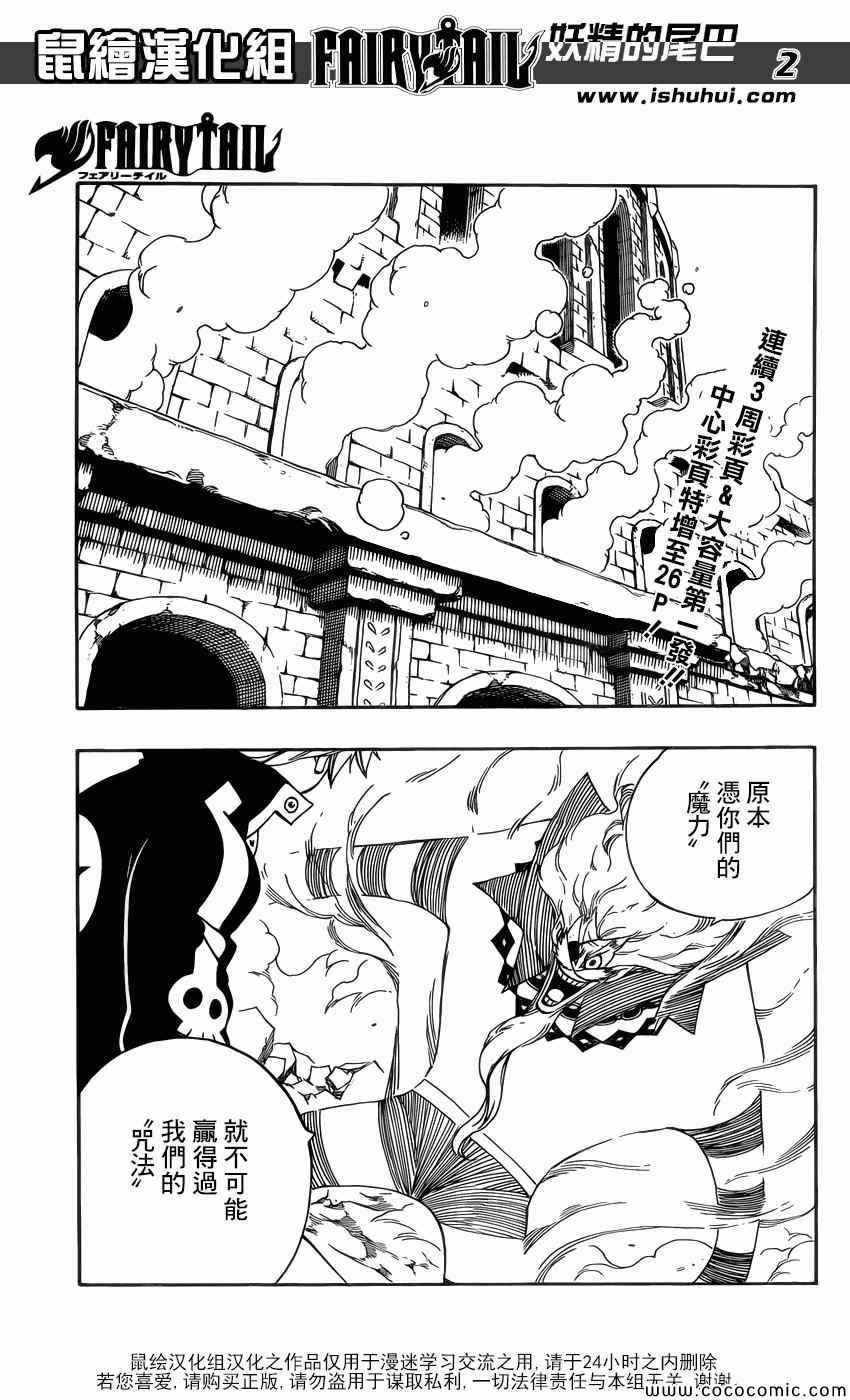 鼠繪漢化組
FAIRY TAIL
妖精的尾巴
2
www.ishuhui.com
FAIRY TAIL
フェアリーテイル
連續3周彩頁&大容量第一發!!
中心彩頁特增至26P!
原本
憑你們的
“魔力”
就不可能
贏得過
我們的
“咒法”
鼠绘汉化组汉化之作品仅用于漫迷学习交流之用,请于24小时之内删除
若您喜爱,请购买正版,请勿盗用于谋取私利,一切法律责任与本组无关,谢谢.
www.cococomic.com